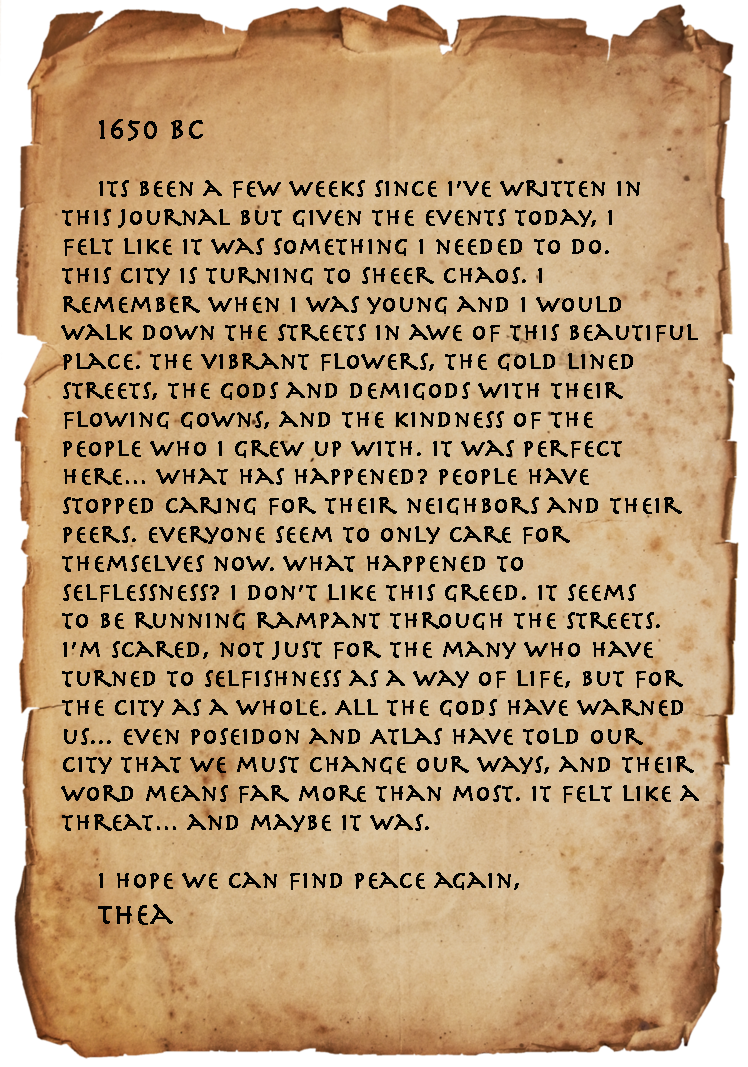 1650 BC
ITS BEEN A FEW WEEKS SINCE I'VE WRITTEN IN
THIS JOURNAL BUT GIVEN THE EVENTS TODAY, I
FELT LIKE IT WAS SOMETHING I NEEDED TO DO.
THIS CITY IS TURNING TO SHEER CHAOS. I
REMEMBER WHEN I WAS YOUNG AND I WOULD
WALK DOWN THE STREETS IN AWE OF THIS BEAUTIFUL
PLACE. THE VIBRANT FLOWERS, THE GOLD LINED
STREETS, THE GODS AND DEMIGODS WITH THEIR
FLOWING GOWNS, AND THE KINDNESS OF THE
PEOPLE WHO I GREW UP WITH. IT WAS PERFECT
HERE... WHAT HAS HAPPENED? PEOPLE HAVE
STOPPED CARING FOR THEIR NEIGHBORS AND THEIR
PEERS. EVERYONE SEEM TO ONLY CARE FOR
THEMSELVES NOW. WHAT HAPPENED TO
SELFLESSNESS? I DON'T LIKE THIS GREED. IT SEEMS
TO BE RUNNING RAMPANT THROUGH THE STREETS.
I'M SCARED, NOT JUST FOR THE MANY WHO HAVE
TURNED TO SELFISHNESS AS A WAY OF LIFE, BUT FOR
THE CITY AS A WHOLE. ALL THE GODS HAVE WARNED
US... EVEN POSEIDON AND ATLAS HAVE TOLD OUR
CITY THAT WE MUST CHANGE OUR WAYS, AND THEIR
WORD MEANS FAR MORE THAN MOST. IT FELT LIKE A
THREAT... AND MAYBE IT WAS.
I HOPE WE CAN FIND PEACE AGAIN,
THEA